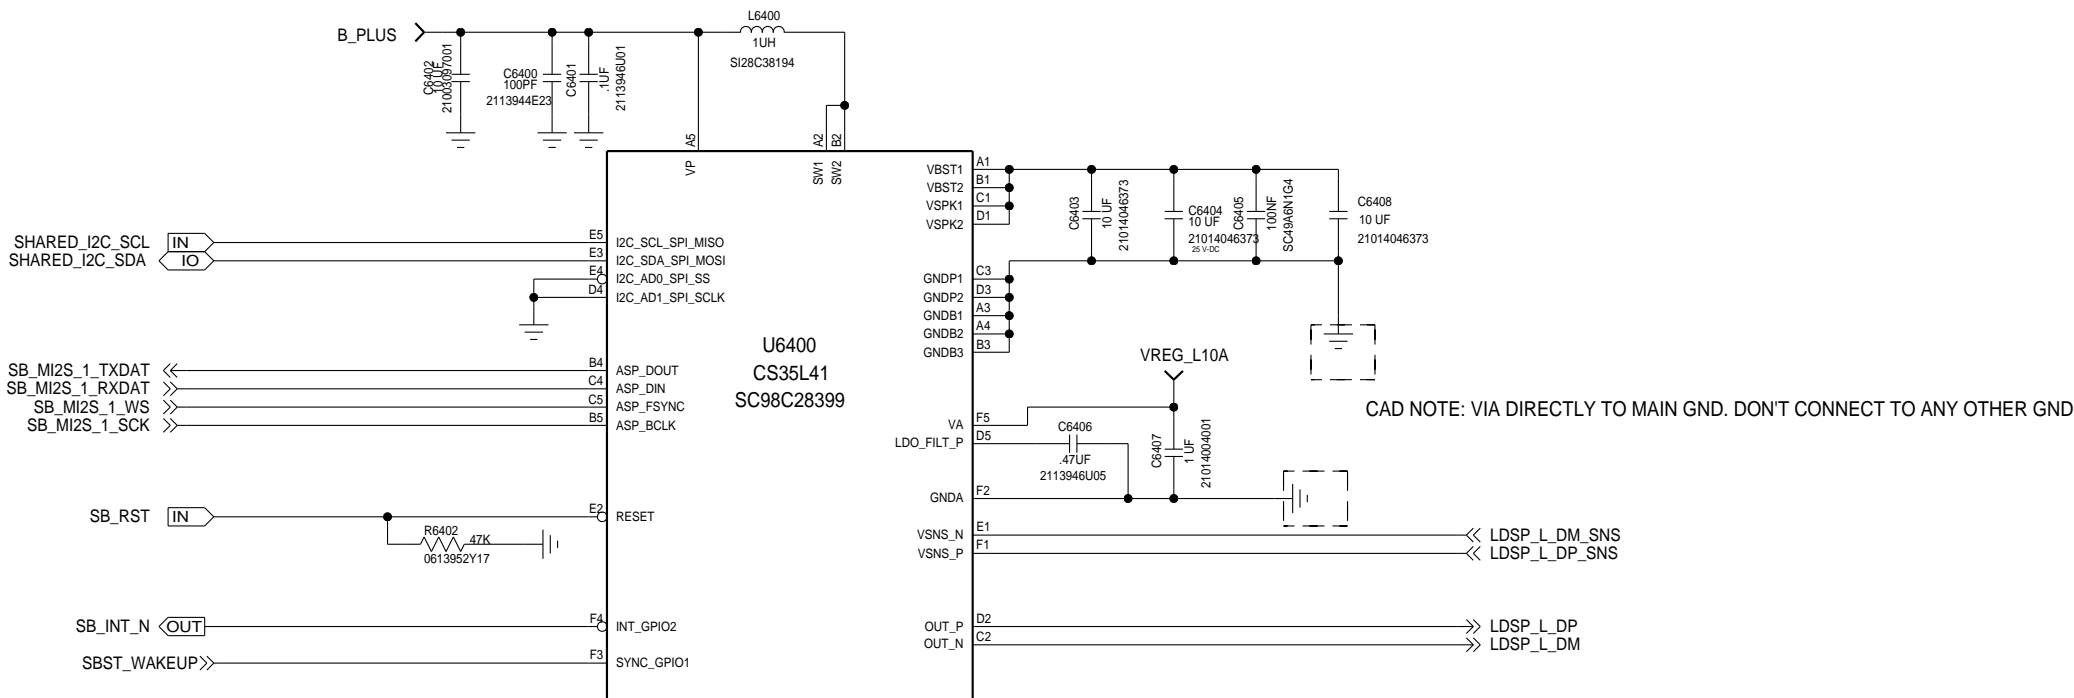 B_PLUS
L6400
1UH
SI28C38194
C6402
10 UF
21003097001
C6400
100PF
2113944E23
C6401
.1UF
2113946U01
A5
VP
A2
SW1
B2
SW2
SHARED_I2C_SCL IN
E5 I2C_SCL_SPI_MISO
SHARED_I2C_SDA IO
E3 I2C_SDA_SPI_MOSI
E4 I2C_AD0_SPI_SS
D4 I2C_AD1_SPI_SCLK
U6400
CS35L41
SC98C28399
SB_MI2S_1_TXDAT
B4 ASP_DOUT
SB_MI2S_1_RXDAT
C4 ASP_DIN
SB_MI2S_1_WS
C5 ASP_FSYNC
SB_MI2S_1_SCK
B5 ASP_BCLK
SB_RST IN
E2 RESET
R6402
47K
0613952Y17
SB_INT_N OUT
F4 INT_GPIO2
SBST_WAKEUP
F3 SYNC_GPIO1
VBST1 A1
VBST2 B1
VSPK1 C1
VSPK2 D1
C6403
10 UF
21014046373
C6404
10 UF
21014046373
25 V-DC
C6405
100NF
SC49A6N1G4
C6408
10 UF
21014046373
GNDP1 C3
GNDP2 D3
GNDB1 A3
GNDB2 A4
GNDB3 B3
VREG_L10A
CAD NOTE: VIA DIRECTLY TO MAIN GND. DON'T CONNECT TO ANY OTHER GND
VA F5
LDO_FILT_P D5
C6406
.47UF
2113946U05
C6407
1 UF
21014004001
GNDA F2
VSNS_N E1
LDSP_L_DM_SNS
VSNS_P F1
LDSP_L_DP_SNS
OUT_P D2
LDSP_L_DP
OUT_N C2
LDSP_L_DM